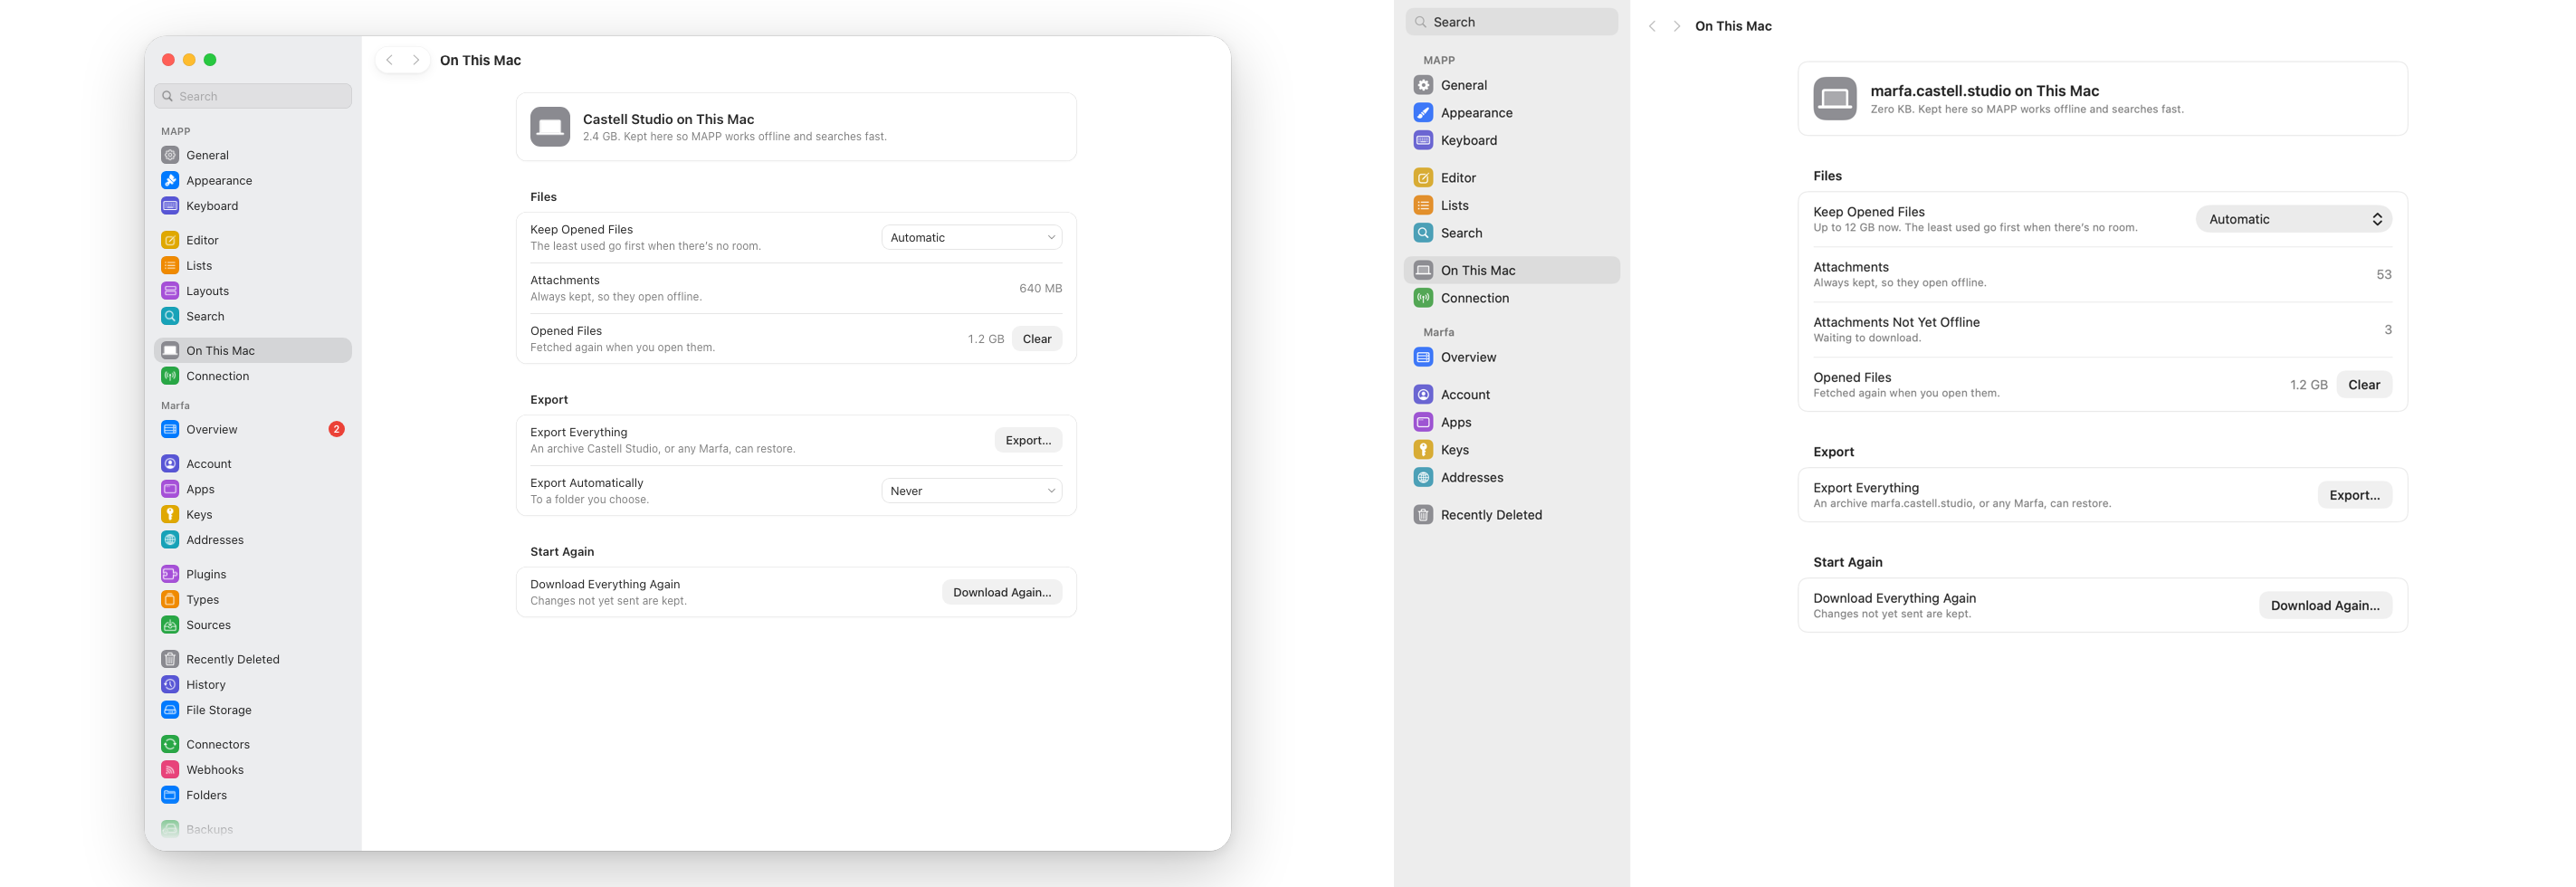 On This Mac
Search
MAPP
General
Appearance
Keyboard
Editor
Lists
Layouts
Search
On This Mac
Connection
Marfa
Overview 2
Account
Apps
Keys
Addresses
Plugins
Types
Sources
Recently Deleted
History
File Storage
Connectors
Webhooks
Folders
Backups
Castell Studio on This Mac
2.4 GB. Kept here so MAPP works offline and searches fast.
Files
Keep Opened Files Automatic
The least used go first when there's no room.
Attachments 640 MB
Always kept, so they open offline.
Opened Files 1.2 GB Clear
Fetched again when you open them.
Export
Export Everything Export...
An archive Castell Studio, or any Marfa, can restore.
Export Automatically Never
To a folder you choose.
Start Again
Download Everything Again Download Again...
Changes not yet sent are kept.
Search
MAPP
General
Appearance
Keyboard
Editor
Lists
Search
On This Mac
Connection
Marfa
Overview
Account
Apps
Keys
Addresses
Recently Deleted
On This Mac
marfa.castell.studio on This Mac
Zero KB. Kept here so MAPP works offline and searches fast.
Files
Keep Opened Files Automatic
Up to 12 GB now. The least used go first when there's no room.
Attachments 53
Always kept, so they open offline.
Attachments Not Yet Offline 3
Waiting to download.
Opened Files 1.2 GB Clear
Fetched again when you open them.
Export
Export Everything Export...
An archive marfa.castell.studio, or any Marfa, can restore.
Start Again
Download Everything Again Download Again...
Changes not yet sent are kept.